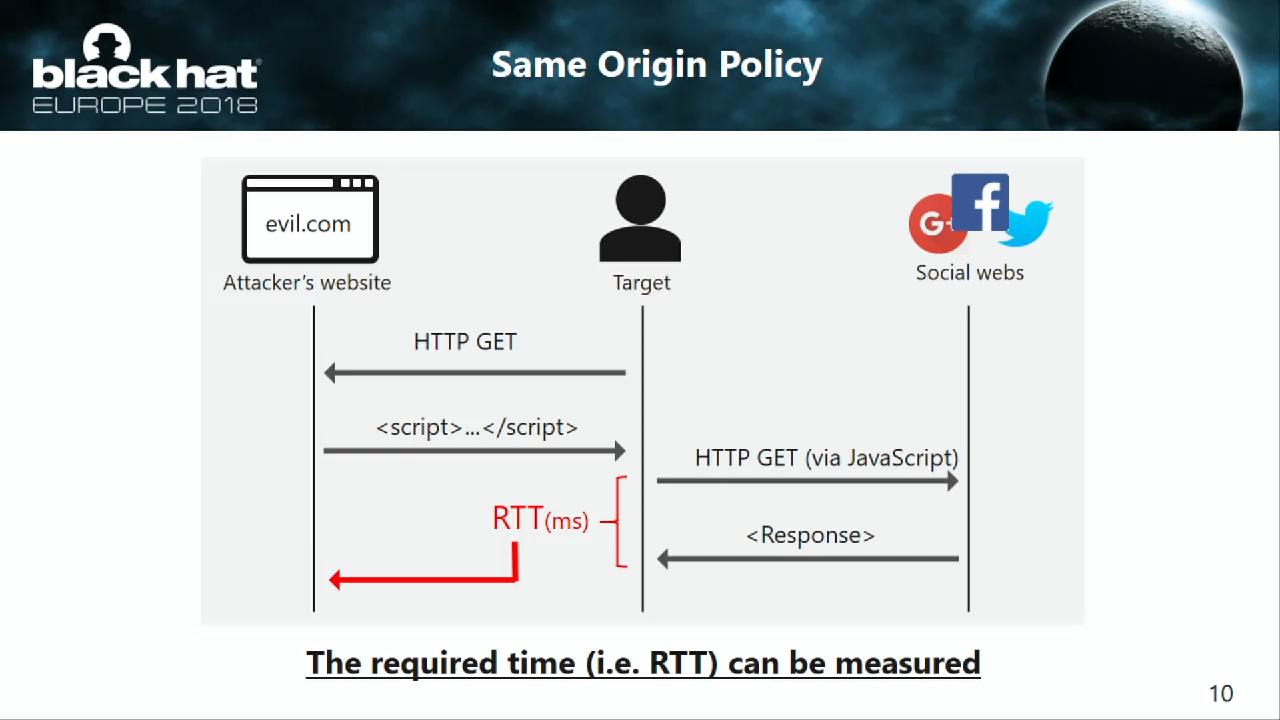 black hat
EUROPE 2018
Same Origin Policy
evil.com
Attacker's website
Target
G+
f
Social webs
HTTP GET
<script>...</script>
HTTP GET (via JavaScript)
RTT(ms)
<Response>
The required time (i.e. RTT) can be measured
10